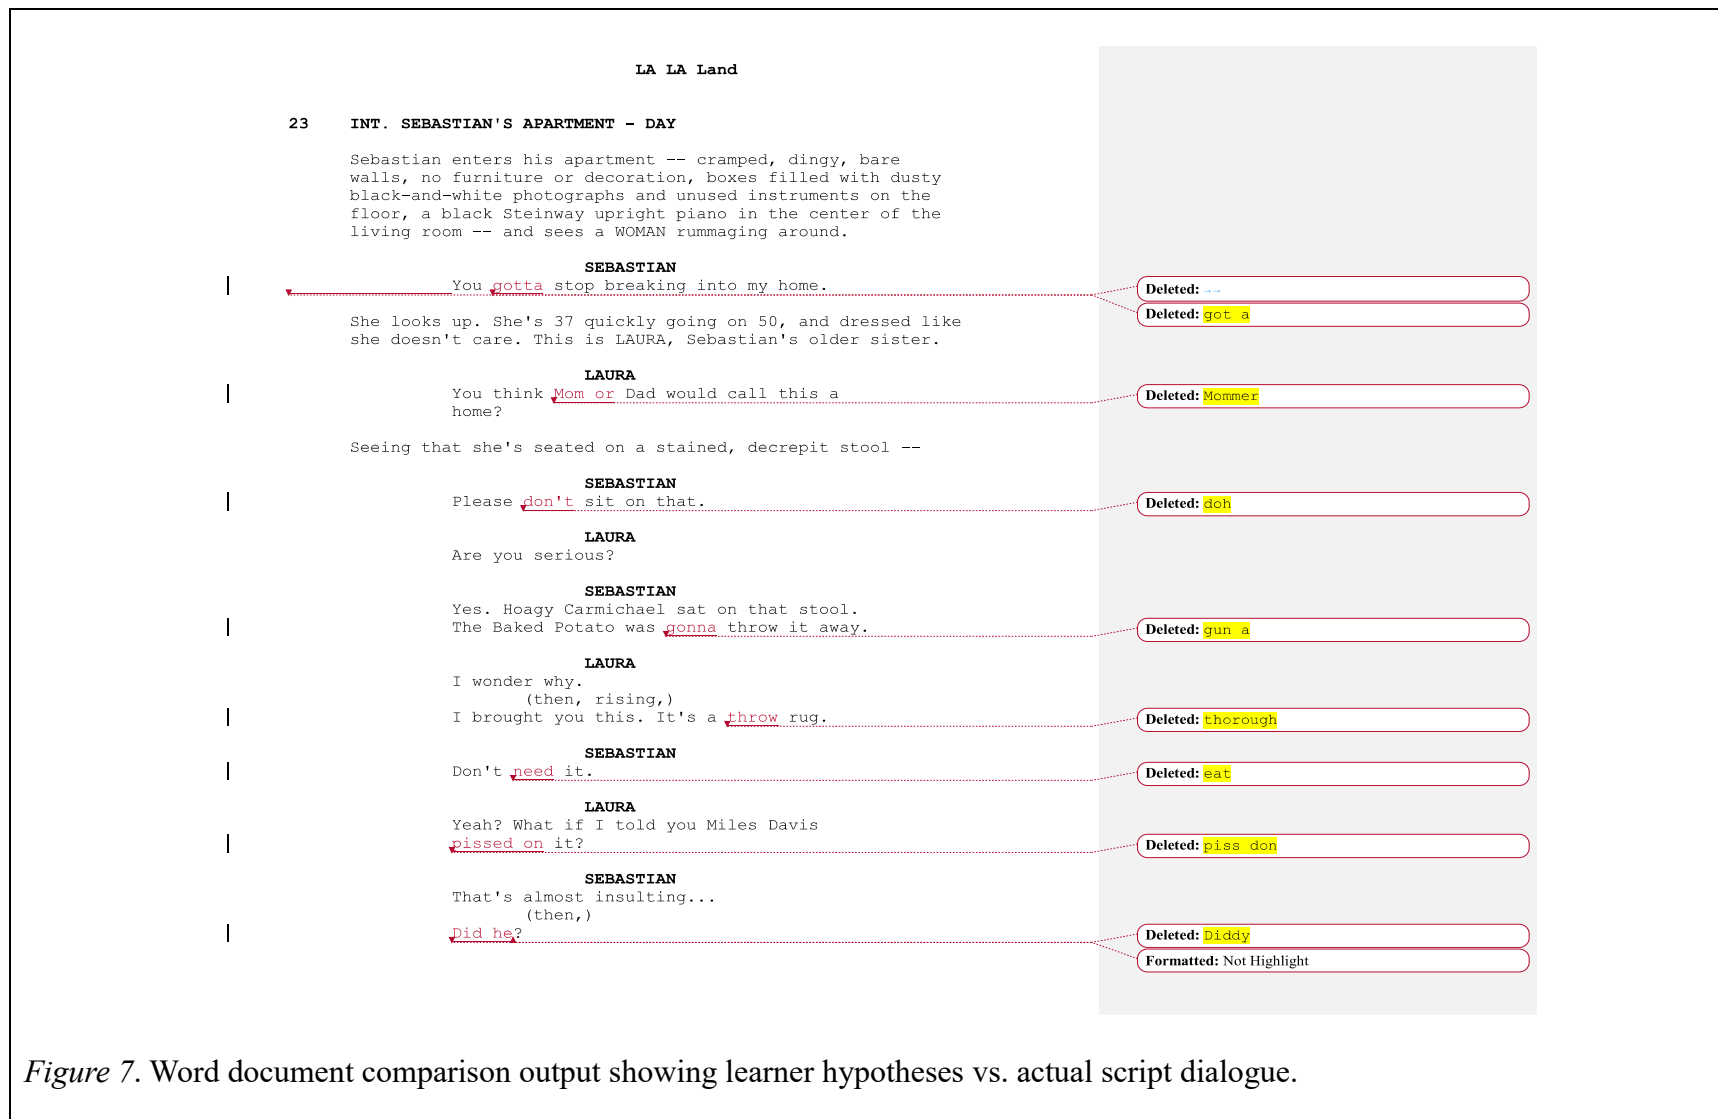 LA LA Land
23 INT. SEBASTIAN'S APARTMENT – DAY
Sebastian enters his apartment –– cramped, dingy, bare
walls, no furniture or decoration, boxes filled with dusty
black–and–white photographs and unused instruments on the
floor, a black Steinway upright piano in the center of the
living room –– and sees a WOMAN rummaging around.
SEBASTIAN
You gotta stop breaking into my home.
Deleted: →→
Deleted: got a
She looks up. She's 37 quickly going on 50, and dressed like
she doesn't care. This is LAURA, Sebastian's older sister.
LAURA
You think Mom or Dad would call this a
Deleted: Mommer
home?
Seeing that she's seated on a stained, decrepit stool ––
SEBASTIAN
Please don't sit on that.
Deleted: doh
LAURA
Are you serious?
SEBASTIAN
Yes. Hoagy Carmichael sat on that stool.
The Baked Potato was gonna throw it away.
Deleted: gun a
LAURA
I wonder why.
(then, rising,)
I brought you this. It's a throw rug.
Deleted: thorough
SEBASTIAN
Don't need it.
Deleted: eat
LAURA
Yeah? What if I told you Miles Davis
pissed on it?
Deleted: piss don
SEBASTIAN
That's almost insulting...
(then,)
Did he?
Deleted: Diddy
Formatted: Not Highlight
Figure 7. Word document comparison output showing learner hypotheses vs. actual script dialogue.